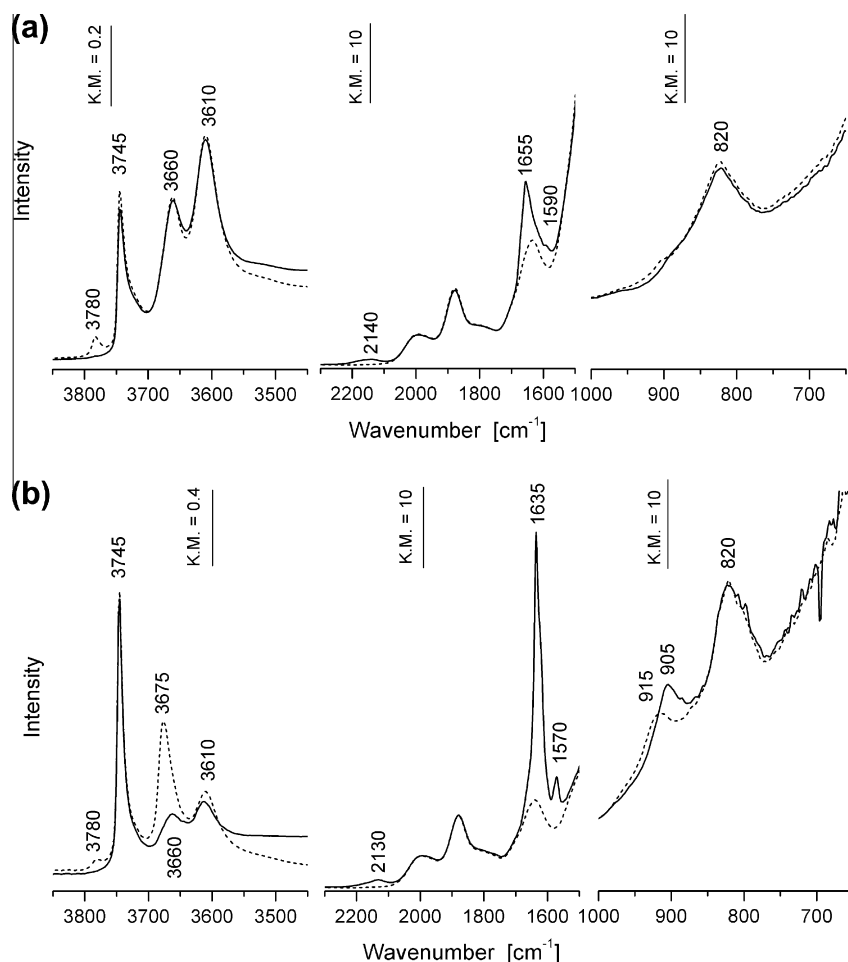 (a)
K.M. = 0.2
K.M. = 10
K.M. = 10
Intensity
3780
3745
3660
3610
2140
1655
1590
820
3800 3700 3600 3500
2200 2000 1800 1600
1000 900 800 700
Wavenumber [cm⁻¹]
(b)
K.M. = 0.4
K.M. = 10
K.M. = 10
Intensity
3780
3745
3675
3660
3610
2130
1635
1570
915
905
820
3800 3700 3600 3500
2200 2000 1800 1600
1000 900 800 700
Wavenumber [cm⁻¹]